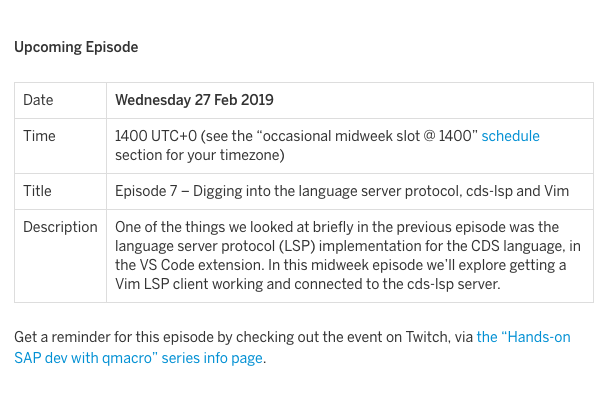 Upcoming Episode
Date Wednesday 27 Feb 2019
Time 1400 UTC+0 (see the “occasional midweek slot @ 1400” schedule
section for your timezone)
Title Episode 7 – Digging into the language server protocol, cds-lsp and Vim
Description One of the things we looked at briefly in the previous episode was the
language server protocol (LSP) implementation for the CDS language, in
the VS Code extension. In this midweek episode we’ll explore getting a
Vim LSP client working and connected to the cds-lsp server.
Get a reminder for this episode by checking out the event on Twitch, via the “Hands-on
SAP dev with qmacro” series info page.